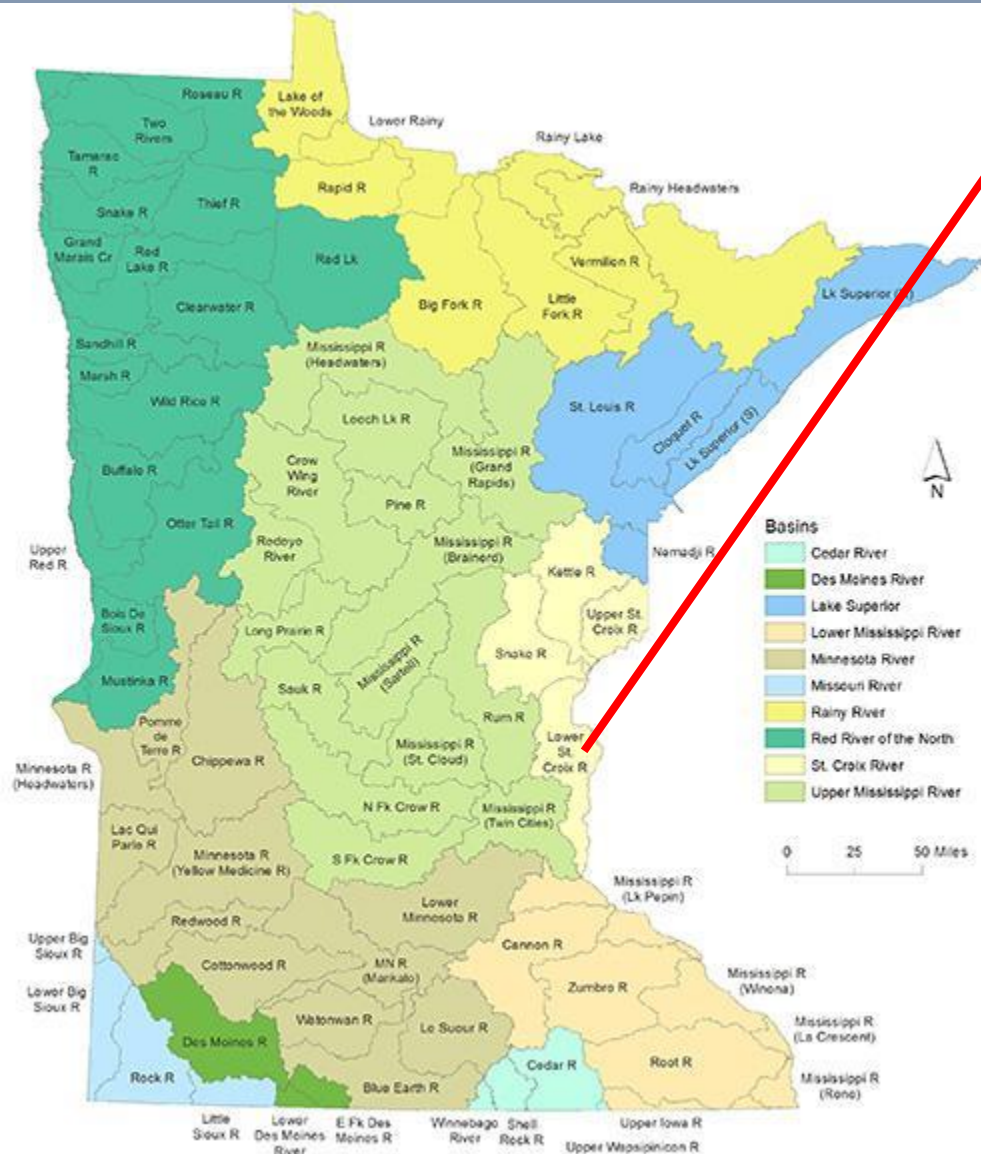 Roseau R
Lake of
the Woods
Two
Rivers
Lower Rainy
Rainy Lake
Tamarac
R
Rapid R
Rainy Headwaters
Snake R
Thief R
Grand
Marais Cr
Red
Lake R
Red Lk
Vermilion R
Clearwater R
Big Fork R
Little
Fork R
Lk Superior (N)
Sandhill R
Mississippi R
(Headwaters)
Marsh R
Wild Rice R
Leech Lk R
St. Louis R
Cloquet R
Lk Superior (S)
Buffalo R
Crow
Wing
River
Mississippi R
(Grand
Rapids)
Pine R
N
Otter Tail R
Upper
Red R
Redeye
River
Mississippi R
(Brainerd)
Nemadji R
Kettle R
Bois De
Sioux R
Long Prairie R
Mississippi R
(Sartell)
Upper St.
Croix R
Snake R
Mustinka R
Sauk R
Rum R
Pomme
de
Terre R
Chippewa R
Mississippi R
(St. Cloud)
Lower
St.
Croix R
Minnesota R
(Headwaters)
N Fk Crow R
Mississippi R
(Twin Cities)
Lac Qui
Parle R
Minnesota R
(Yellow Medicine R)
S Fk Crow R
Basins
Cedar River
Des Moines River
Lake Superior
Lower Mississippi River
Minnesota River
Missouri River
Rainy River
Red River of the North
St. Croix River
Upper Mississippi River
0 25 50 Miles
Mississippi R
(Lk Pepin)
Lower
Minnesota R
Redwood R
Upper Big
Sioux R
Cannon R
Cottonwood R
MN R
(Mankato)
Mississippi R
(Winona)
Zumbro R
Lower Big
Sioux R
Watonwan R
Le Sueur R
Mississippi R
(La Crescent)
Des Moines R
Cedar R
Root R
Rock R
Blue Earth R
Mississippi R
(Reno)
Little
Sioux R
Lower
Des Moines
River
E Fk Des
Moines R
Winnebago
River
Shell
Rock R
Upper Iowa R
Upper Wapsipinicon R